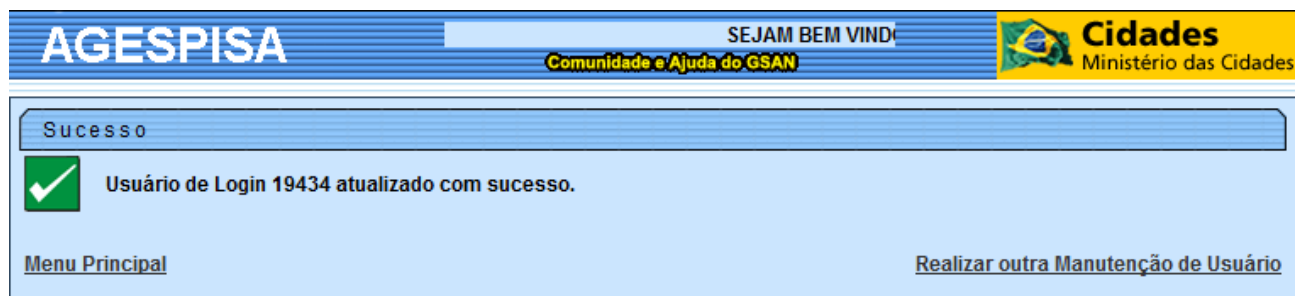 AGESPISA
SEJAM BEM VIND
Comunidade e Ajuda do GSAN
Cidades
Ministério das Cidades
Sucesso
Usuário de Login 19434 atualizado com sucesso.
Menu Principal
Realizar outra Manutenção de Usuário